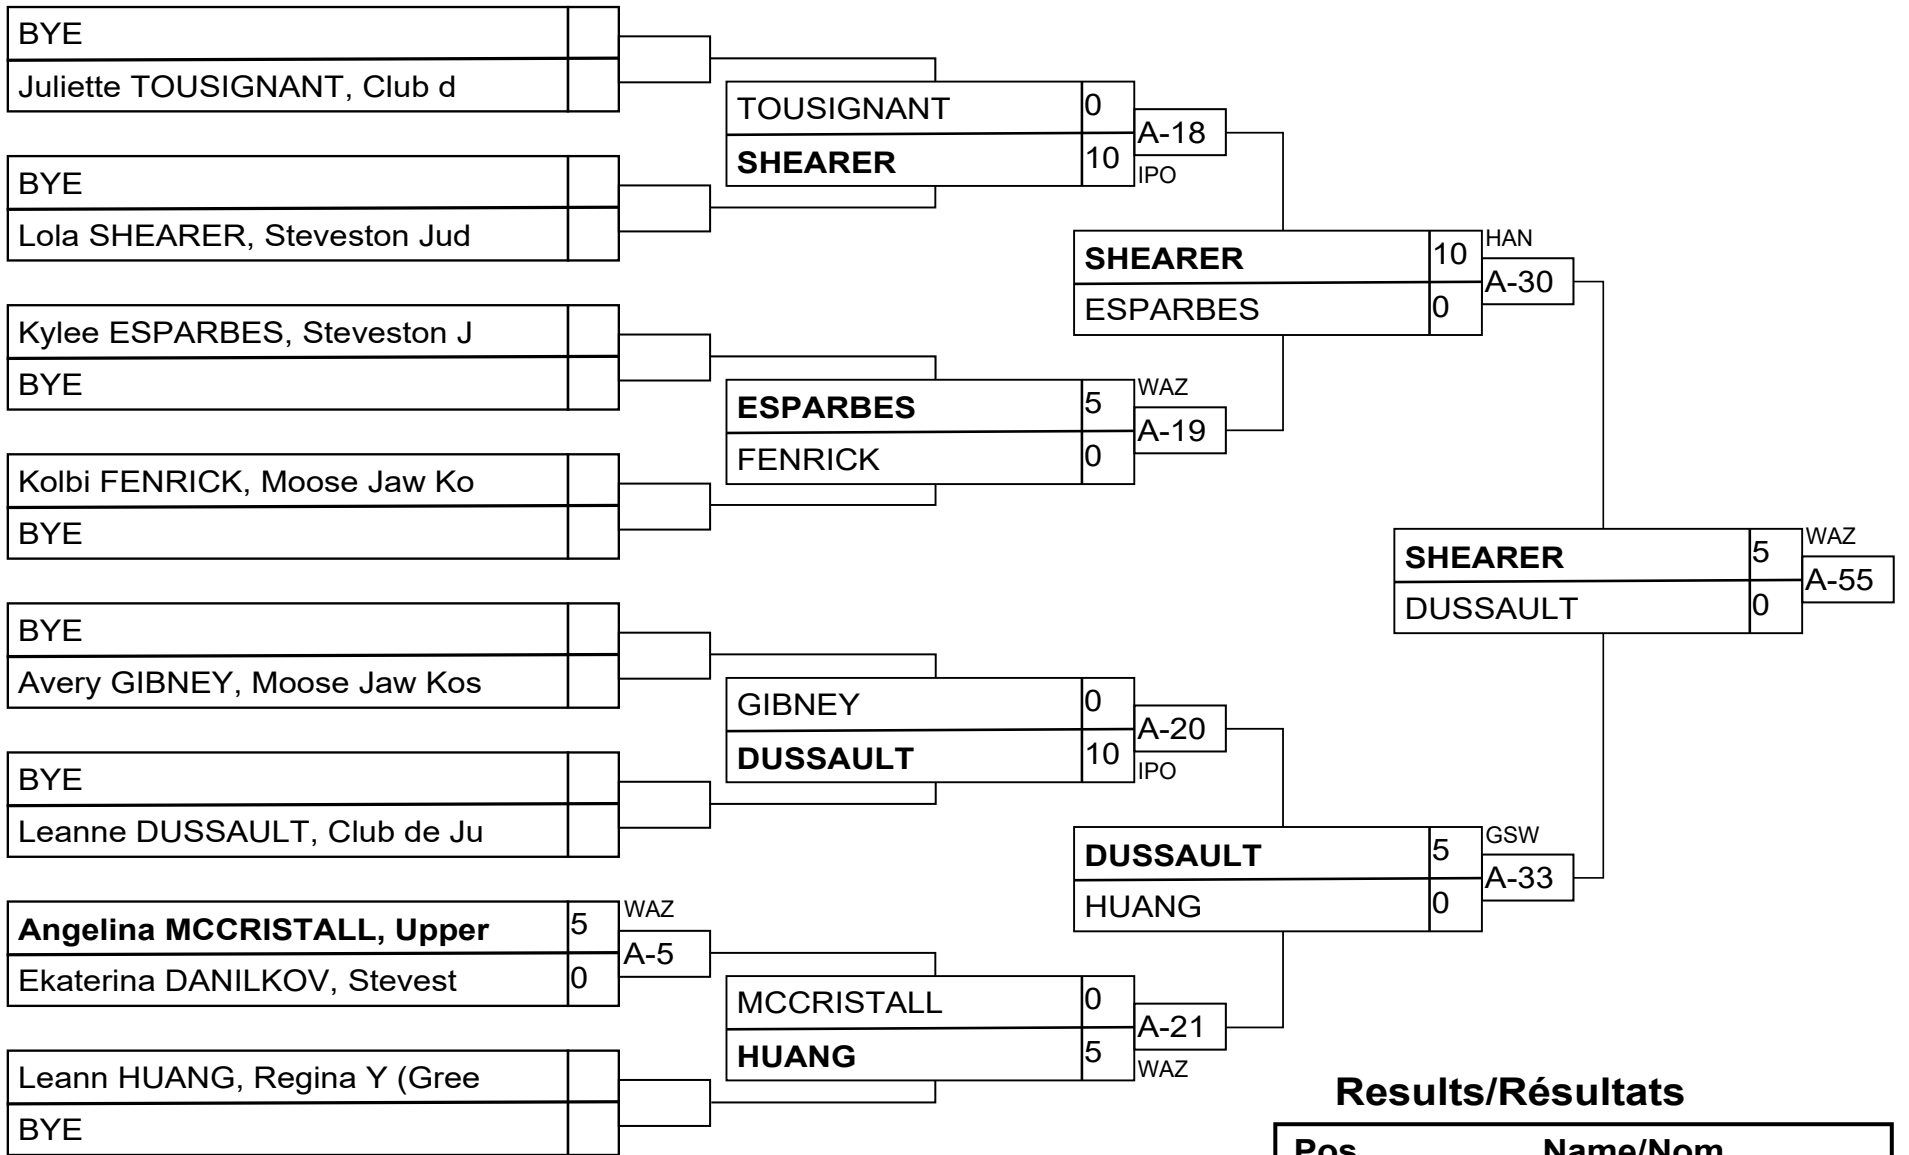 BYE
Juliette TOUSIGNANT, Club d
BYE
Lola SHEARER, Steveston Jud
Kylee ESPARBES, Steveston J
BYE
Kolbi FENRICK, Moose Jaw Ko
BYE
BYE
Avery GIBNEY, Moose Jaw Kos
BYE
Leanne DUSSAULT, Club de Ju
Angelina MCCRISTALL, Upper 5 WAZ
A-5
Ekaterina DANILKOV, Stevest 0
Leann HUANG, Regina Y (Gree
BYE
TOUSIGNANT 0
A-18
SHEARER 10
IPO
ESPARBES 5 WAZ
A-19
FENRICK 0
GIBNEY 0
A-20
DUSSAULT 10
IPO
MCCRISTALL 0
A-21
HUANG 5
WAZ
SHEARER 10 HAN
A-30
ESPARBES 0
DUSSAULT 5 GSW
A-33
HUANG 0
SHEARER 5 WAZ
A-55
DUSSAULT 0
Results/Résultats
Pos Name/Nom